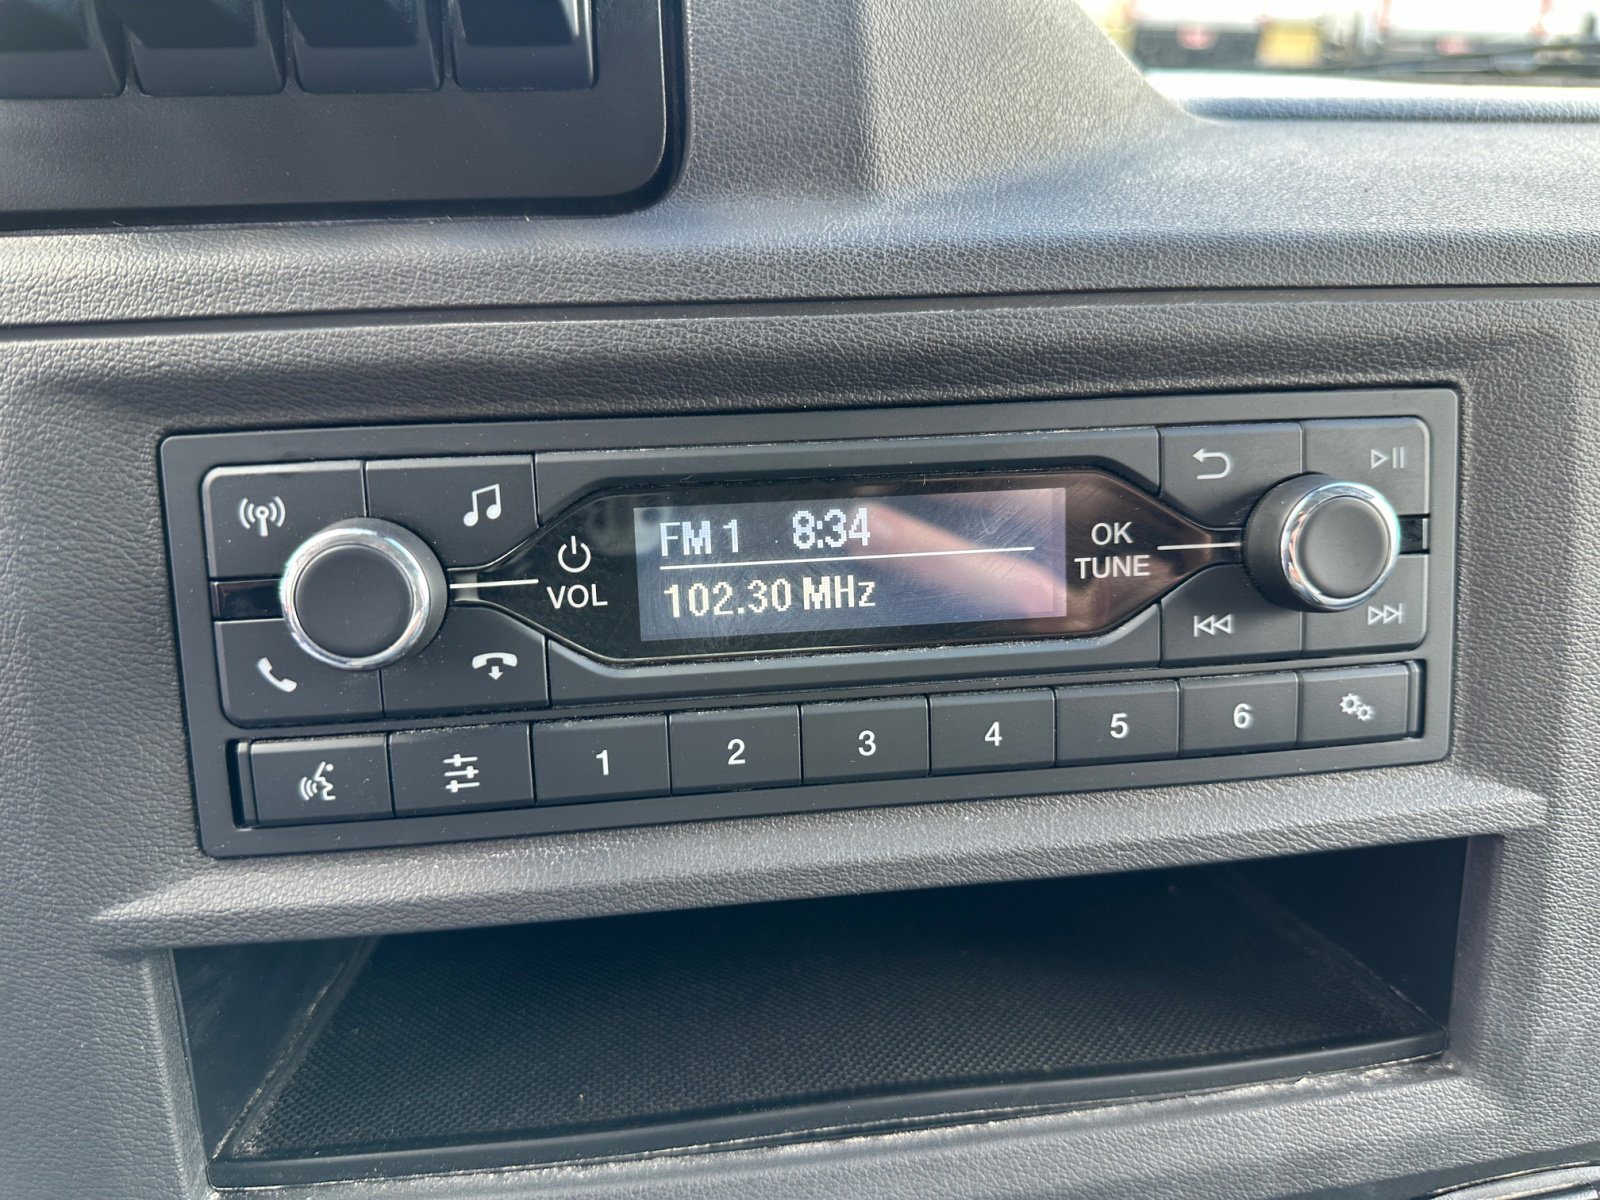 FM 1 8:34
102.30 MHz
VOL
OK
TUNE
1 2 3 4 5 6